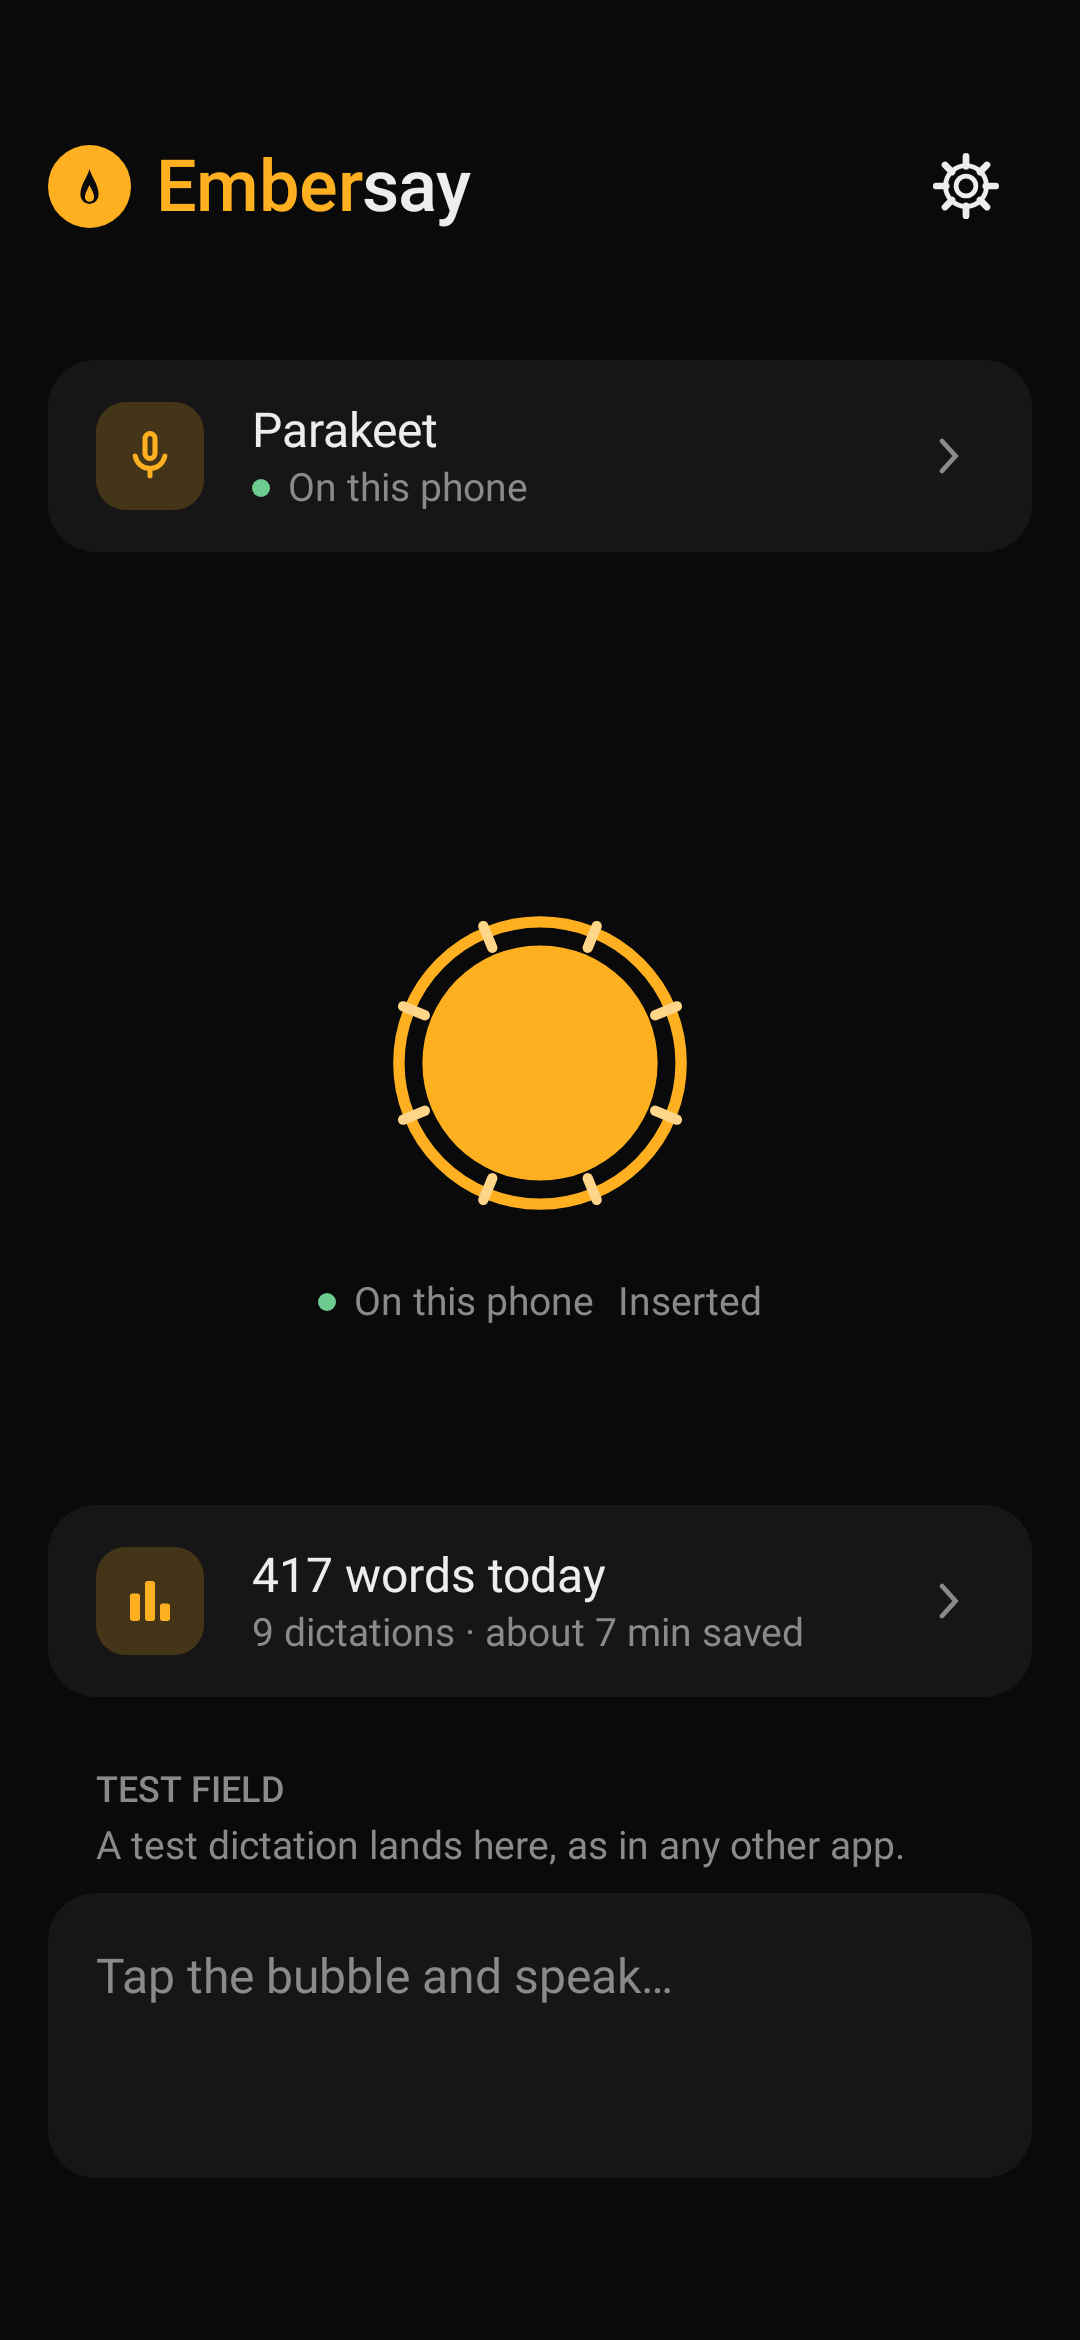 Embersay
Parakeet
On this phone
On this phone Inserted
417 words today
9 dictations · about 7 min saved
TEST FIELD
A test dictation lands here, as in any other app.
Tap the bubble and speak…